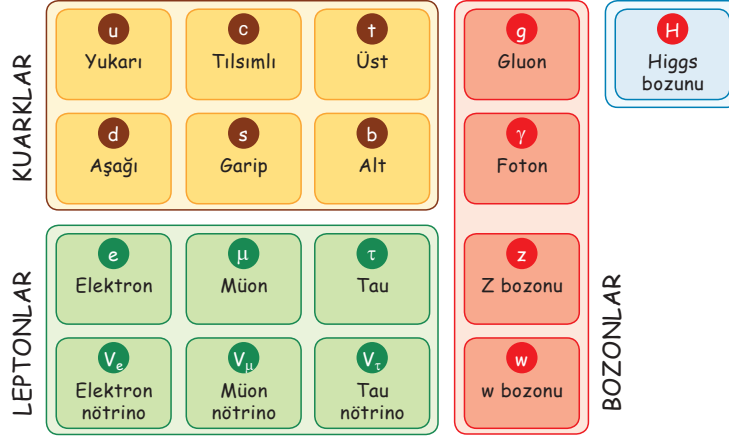 KUARKLAR
u
Yukarı
c
Tılsımlı
t
Üst
d
Aşağı
s
Garip
b
Alt
LEPTONLAR
e
Elektron
μ
Müon
τ
Tau
Ve
Elektron
nötrino
Vμ
Müon
nötrino
Vτ
Tau
nötrino
g
Gluon
γ
Foton
z
Z bozonu
w
w bozonu
BOZONLAR
H
Higgs
bozunu